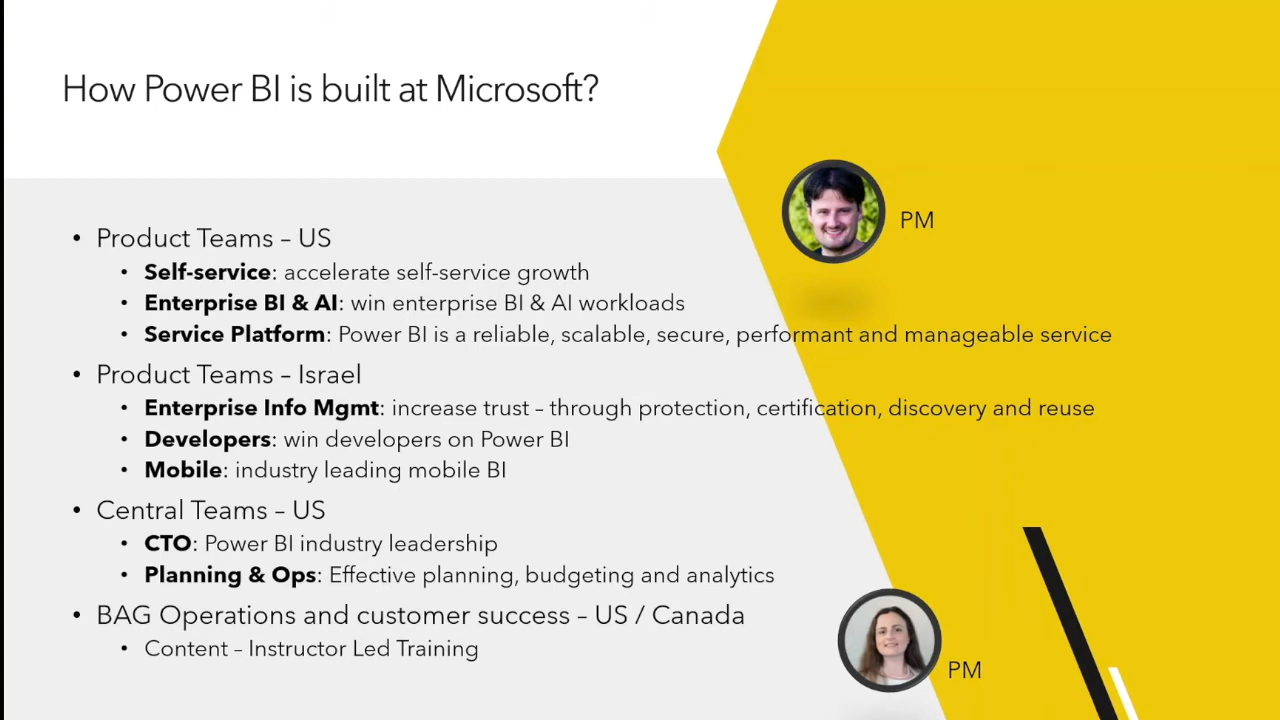 How Power BI is built at Microsoft?
PM
• Product Teams – US
• Self-service: accelerate self-service growth
• Enterprise BI & AI: win enterprise BI & AI workloads
• Service Platform: Power BI is a reliable, scalable, secure, performant and manageable service
• Product Teams – Israel
• Enterprise Info Mgmt: increase trust – through protection, certification, discovery and reuse
• Developers: win developers on Power BI
• Mobile: industry leading mobile BI
• Central Teams – US
• CTO: Power BI industry leadership
• Planning & Ops: Effective planning, budgeting and analytics
• BAG Operations and customer success – US / Canada
• Content – Instructor Led Training
PM